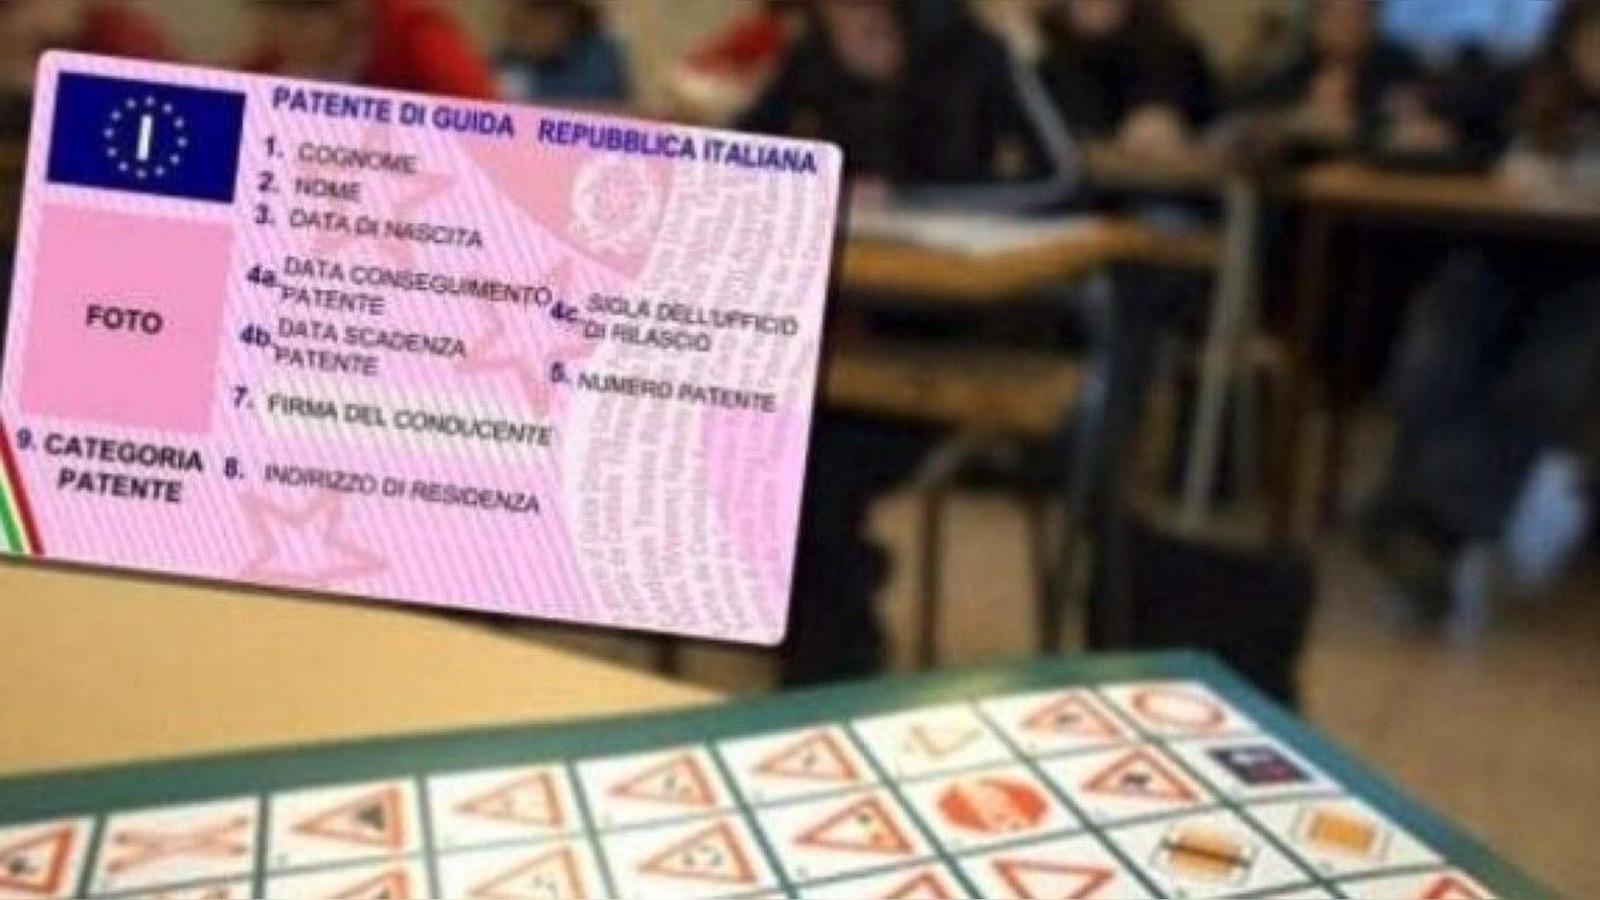 I
PATENTE DI GUIDA REPUBBLICA ITALIANA
1. COGNOME
2. NOME
3. DATA DI NASCITA
4a. DATA CONSEGUIMENTO
PATENTE
4c. SIGLA DELL'UFFICIO
DI RILASCIO
4b. DATA SCADENZA
PATENTE
5. NUMERO PATENTE
7. FIRMA DEL CONDUCENTE
8. INDIRIZZO DI RESIDENZA
FOTO
9. CATEGORIA
PATENTE